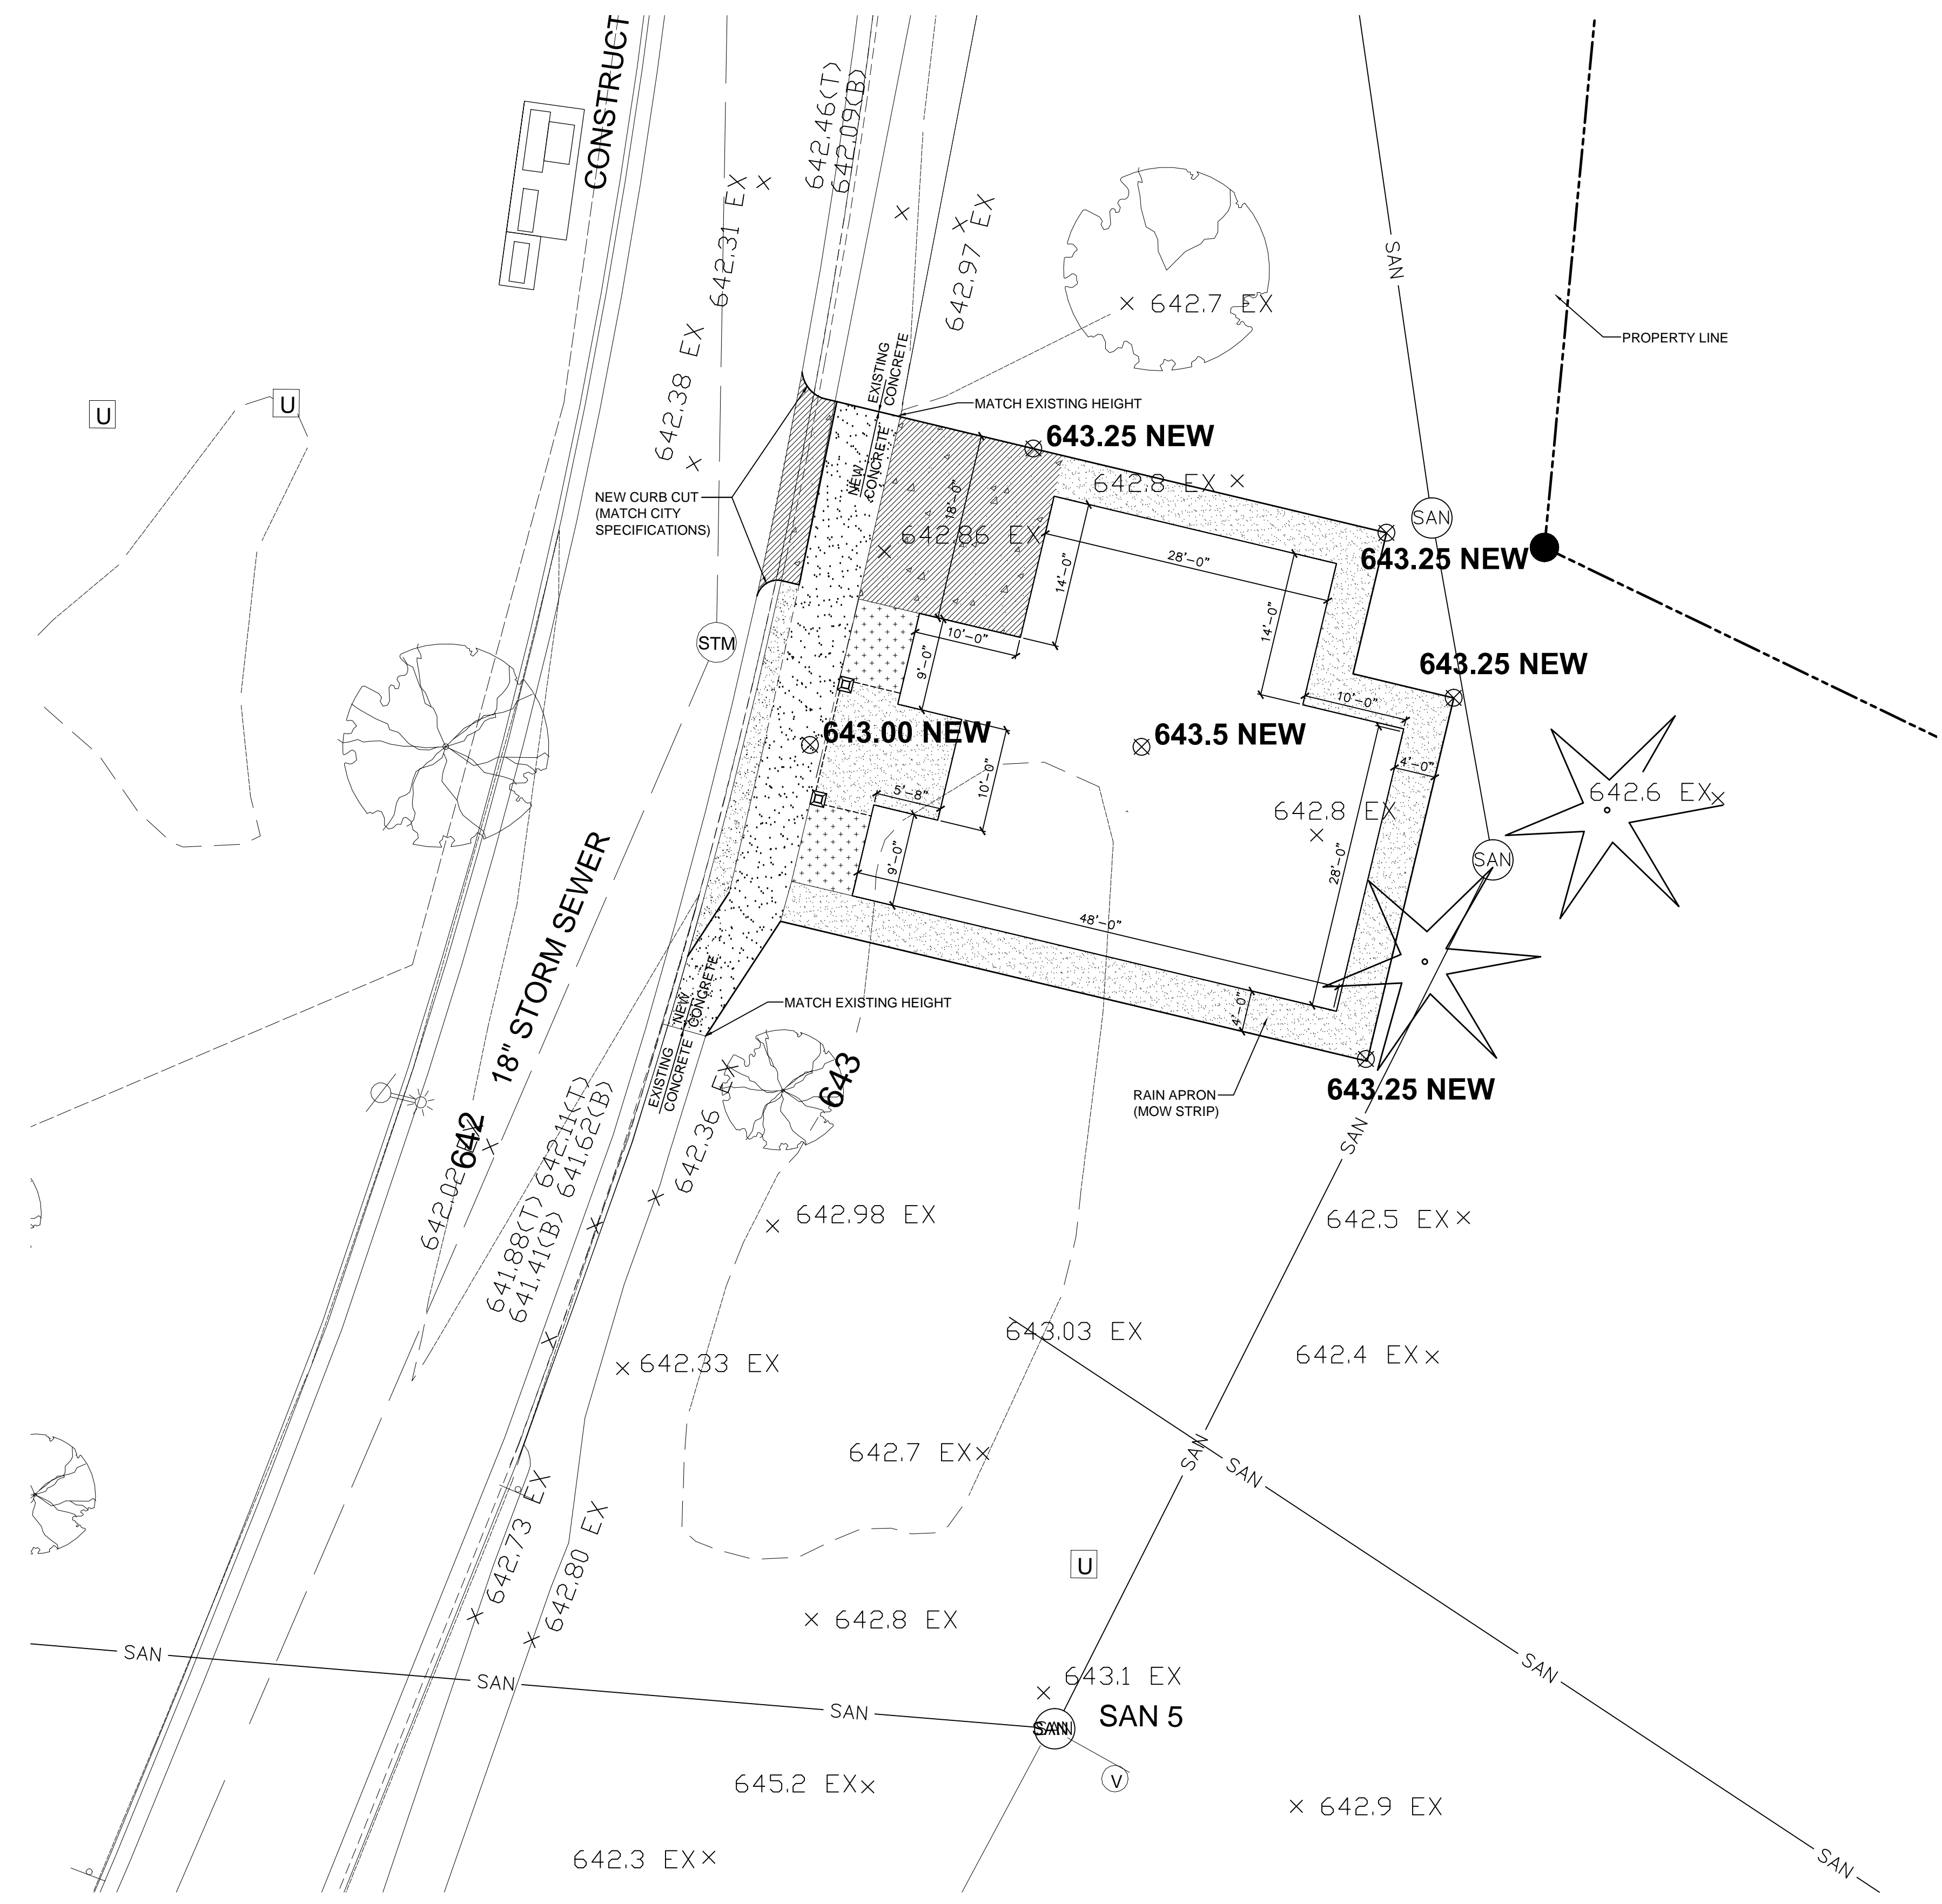 CONSTRUCT
642.46(T)
642.09(B)
642.31 EX
642.97 EX
642.38 EX
SAN
× 642.7 EX
PROPERTY LINE
EXISTING
CONCRETE
MATCH EXISTING HEIGHT
U
U
643.25 NEW
642.8 EX
NEW
CONCRETE
18'-0"
NEW CURB CUT
(MATCH CITY
SPECIFICATIONS)
642.86 EX
SAN
643.25 NEW
28'-0"
14'-0"
14'-0"
STM
10'-0"
9'-0"
643.25 NEW
10'-0"
643.00 NEW
643.5 NEW
4'-0"
10'-0"
5'-8"
642.8 EX
642.6 EX
9'-0"
28'-0"
SAN
18" STORM SEWER
48'-0"
NEW
CONCRETE
MATCH EXISTING HEIGHT
4'-0"
EXISTING
CONCRETE
643
RAIN APRON
(MOW STRIP)
643.25 NEW
642
642.02 EX
642.11(T)
641.62(B)
642.36 EX
SAN
641.88(T)
641.41(B)
642.98 EX
642.5 EX
643.03 EX
642.33 EX
642.4 EX
642.7 EX
SAN
SAN
642.73 EX
642.80 EX
U
642.8 EX
SAN
SAN
SAN
SAN
643.1 EX
SAN
SAN 5
V
645.2 EX
642.9 EX
642.3 EX
SAN